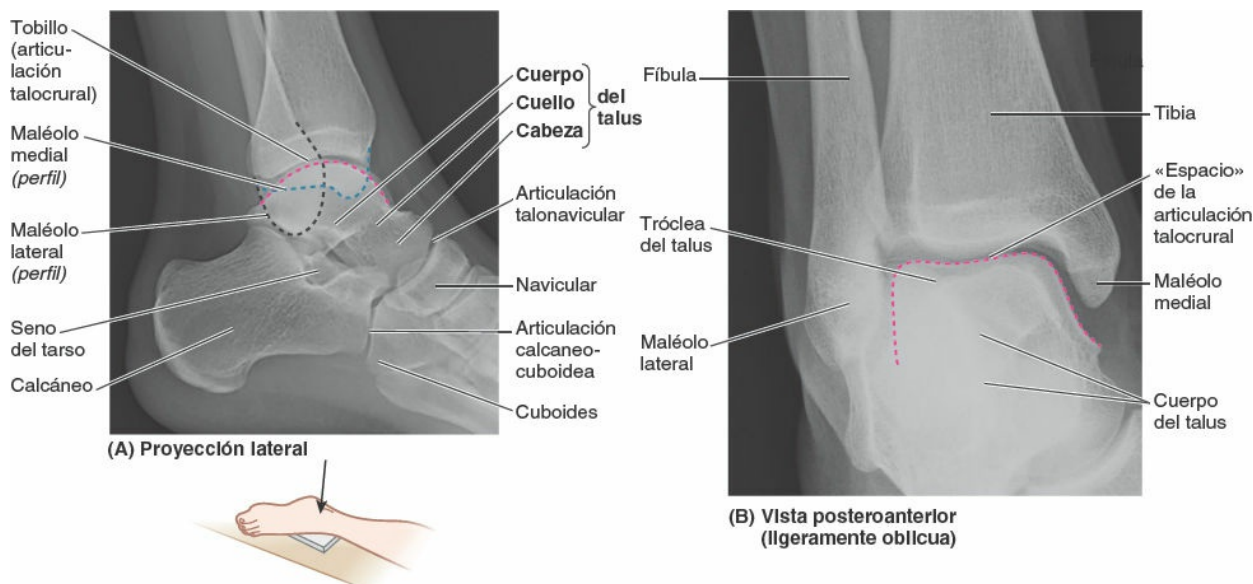 Tobillo
(articu-
lación
talocrural)
Maléolo
medial
(perfil)
Maléolo
lateral
(perfil)
Seno
del tarso
Calcáneo
Cuerpo
Cuello
Cabeza
del
talus
Articulación
talonavicular
Navicular
Articulación
calcaneo-
cuboidea
Cuboides
(A) Proyección lateral
Fíbula
Tróclea
del talus
Maléolo
lateral
Tibia
«Espacio»
de la
articulación
talocrural
Maléolo
medial
Cuerpo
del talus
(B) Vista posteroanterior
(ligeramente oblicua)